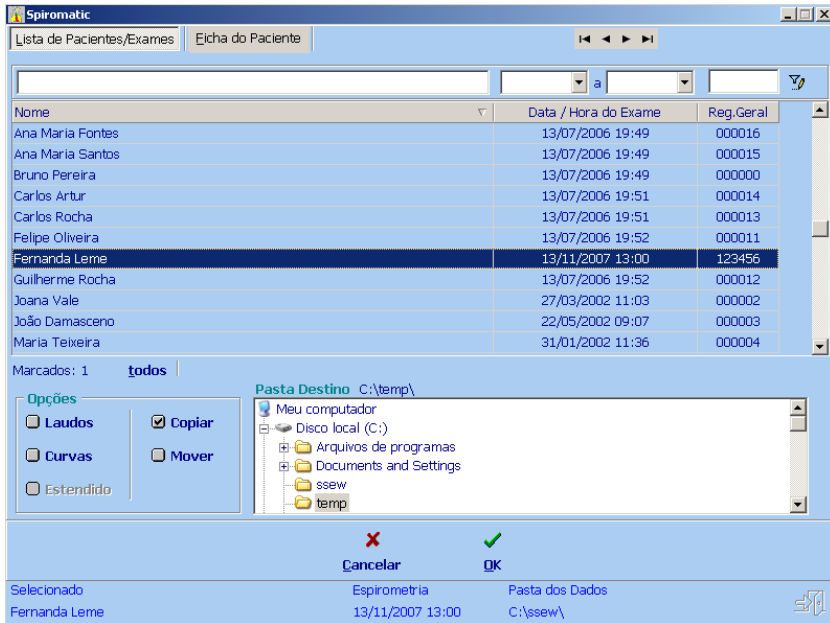 Spiromatic
Lista de Pacientes/Exames Ficha do Paciente
a
Nome Data / Hora do Exame Reg.Geral
Ana Maria Fontes 13/07/2006 19:49 000016
Ana Maria Santos 13/07/2006 19:49 000015
Bruno Pereira 13/07/2006 19:49 000000
Carlos Artur 13/07/2006 19:51 000014
Carlos Rocha 13/07/2006 19:51 000013
Felipe Oliveira 13/07/2006 19:52 000011
Fernanda Leme 13/11/2007 13:00 123456
Guilherme Rocha 13/07/2006 19:52 000012
Joana Vale 27/03/2002 11:03 000002
João Damasceno 22/05/2002 09:07 000003
Maria Teixeira 31/01/2002 11:36 000004
Marcados: 1 todos
Opções
Laudos Copiar
Curvas Mover
Estendido
Pasta Destino C:\temp\
Meu computador
Disco local (C:)
Arquivos de programas
Documents and Settings
ssew
temp
Cancelar OK
Selecionado Espirometria Pasta dos Dados
Fernanda Leme 13/11/2007 13:00 C:\ssew\